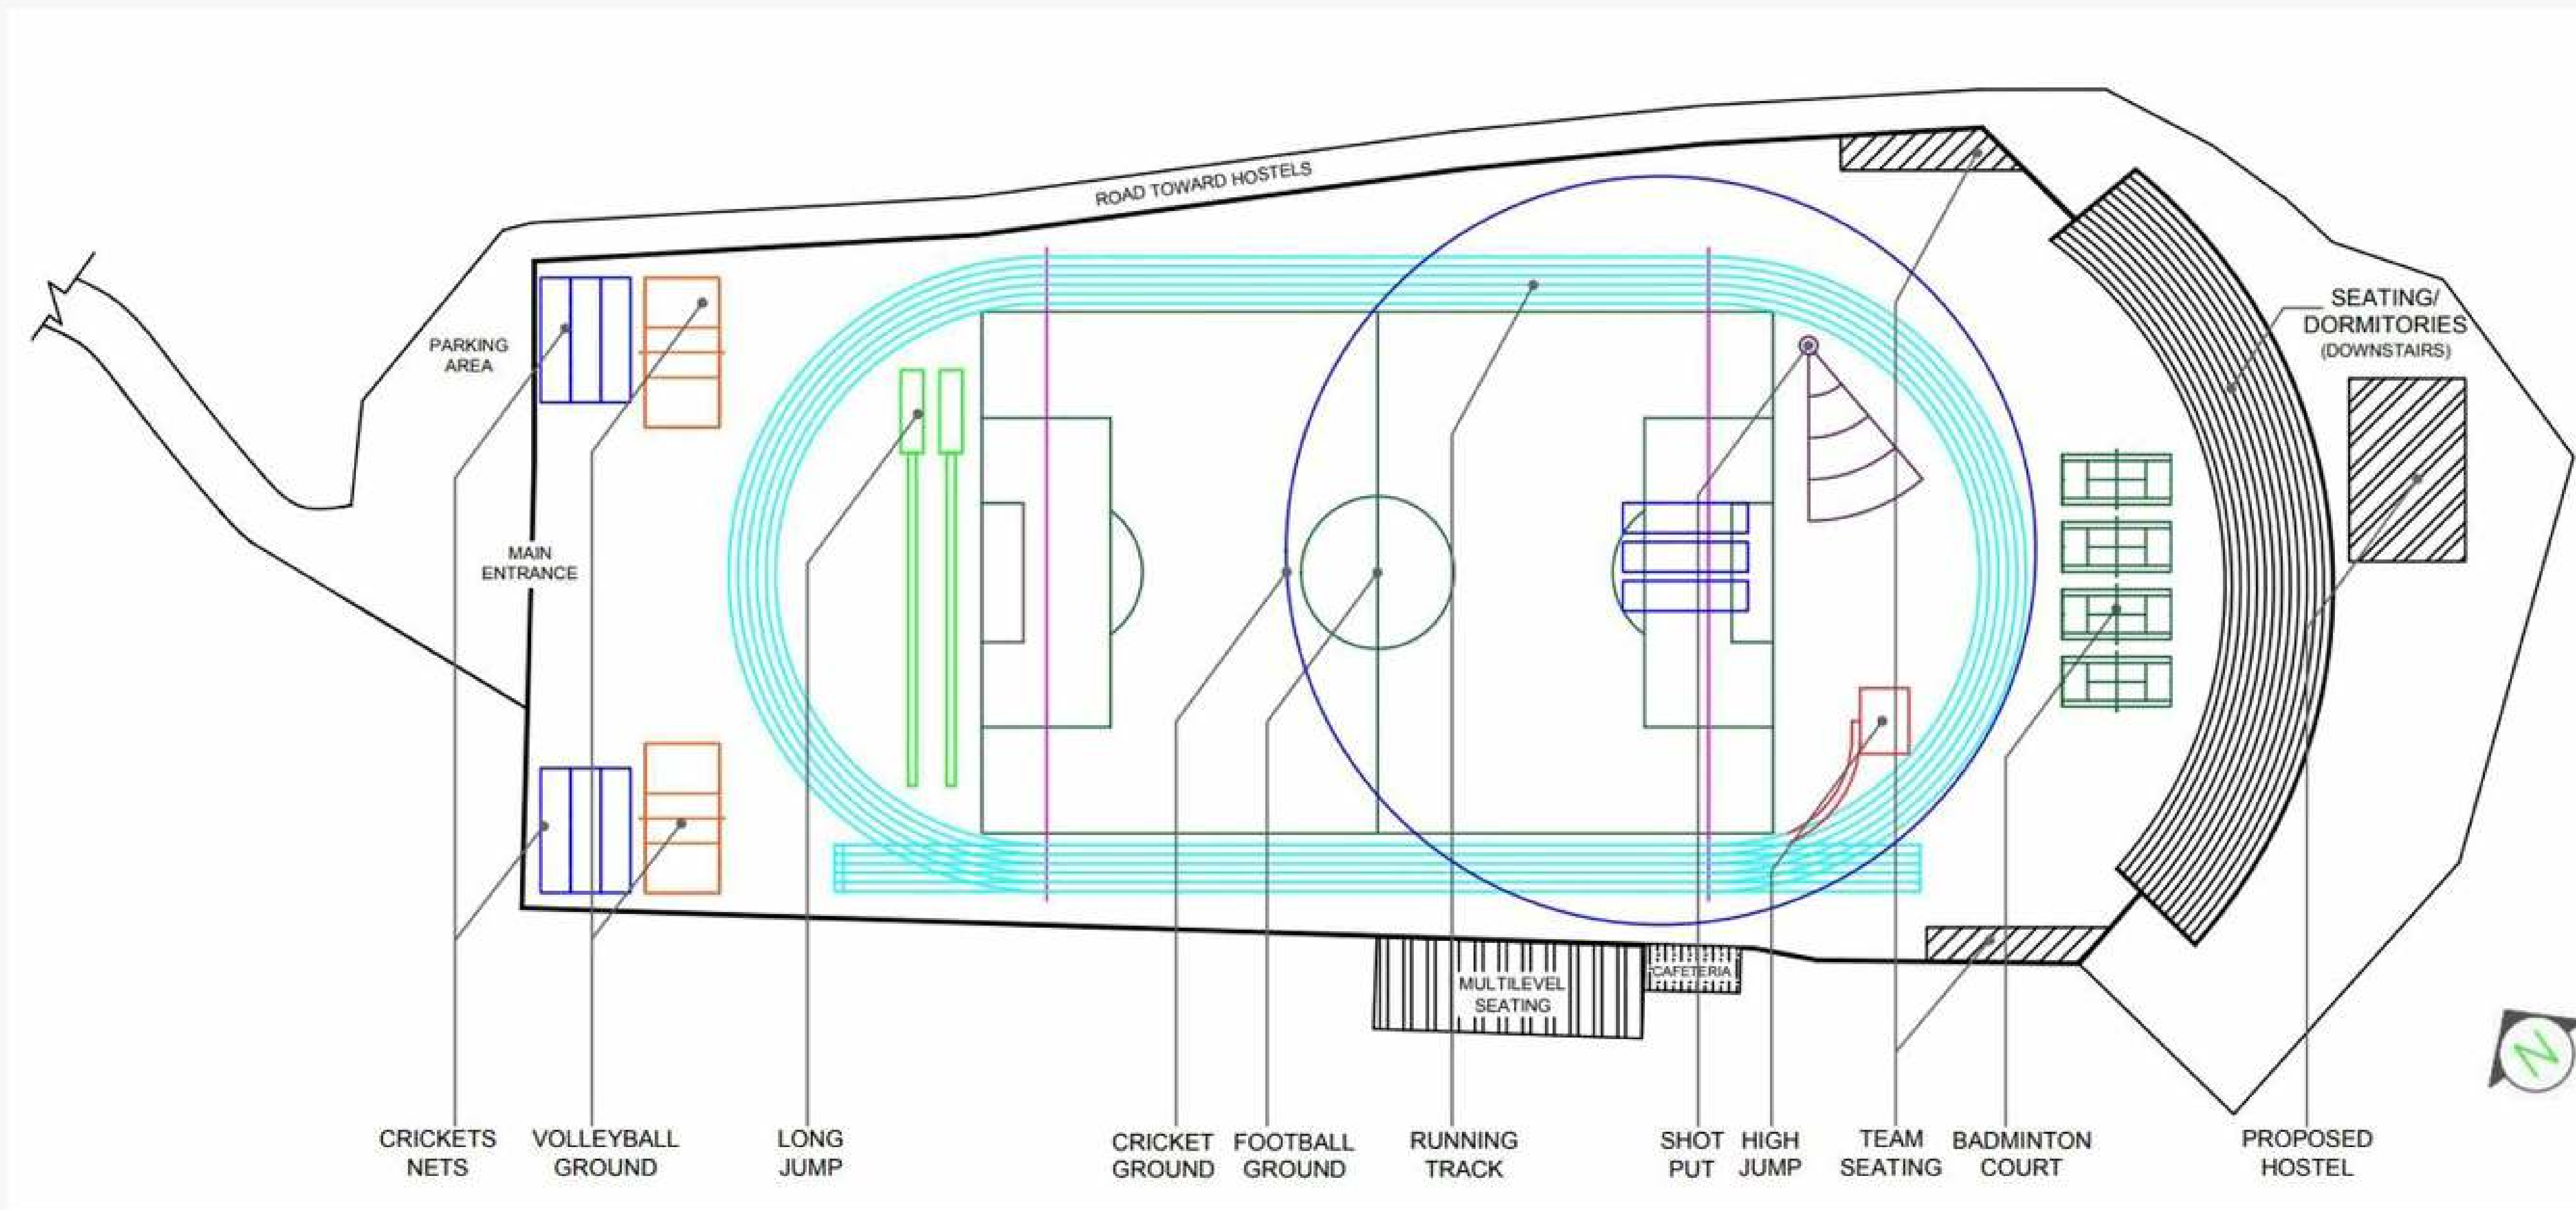 ROAD TOWARD HOSTELS
SEATING/
DORMITORIES
(DOWNSTAIRS)
PARKING
AREA
MAIN
ENTRANCE
CAFETERIA
MULTILEVEL
SEATING
N
CRICKETS
NETS
VOLLEYBALL
GROUND
LONG
JUMP
CRICKET
GROUND
FOOTBALL
GROUND
RUNNING
TRACK
SHOT
PUT
HIGH
JUMP
TEAM
SEATING
BADMINTON
COURT
PROPOSED
HOSTEL